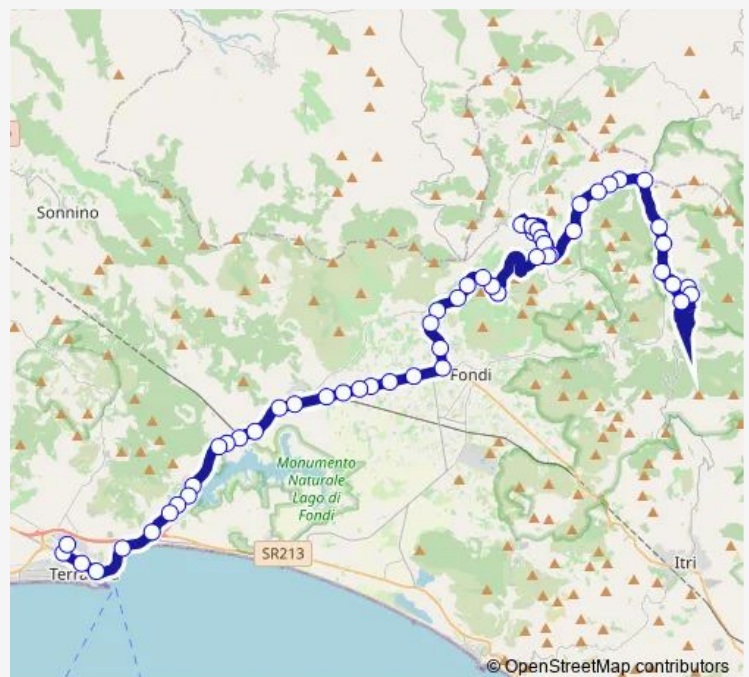 Sonnino
Fondi
Monumento
Naturale
Lago di
Fondi
SR213
Itri
© OpenStreetMap contributors